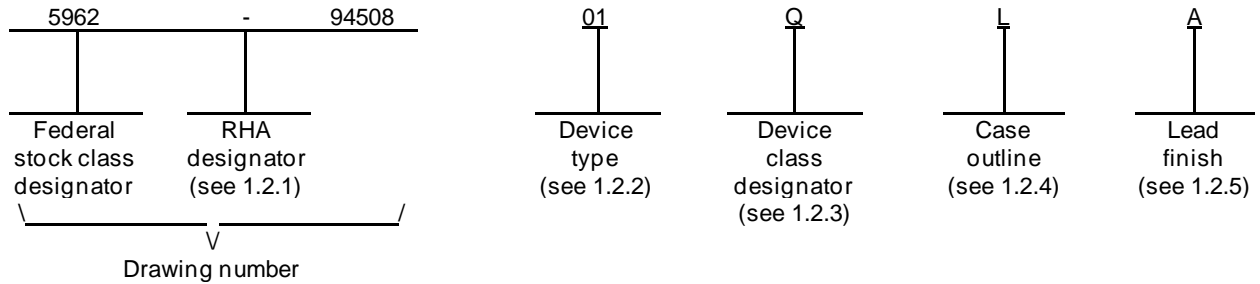 5962 - 94508 01 Q L A
Federal stock class designator
RHA designator (see 1.2.1)
Device type (see 1.2.2)
Device class designator (see 1.2.3)
Case outline (see 1.2.4)
Lead finish (see 1.2.5)
\ /
\/
Drawing number